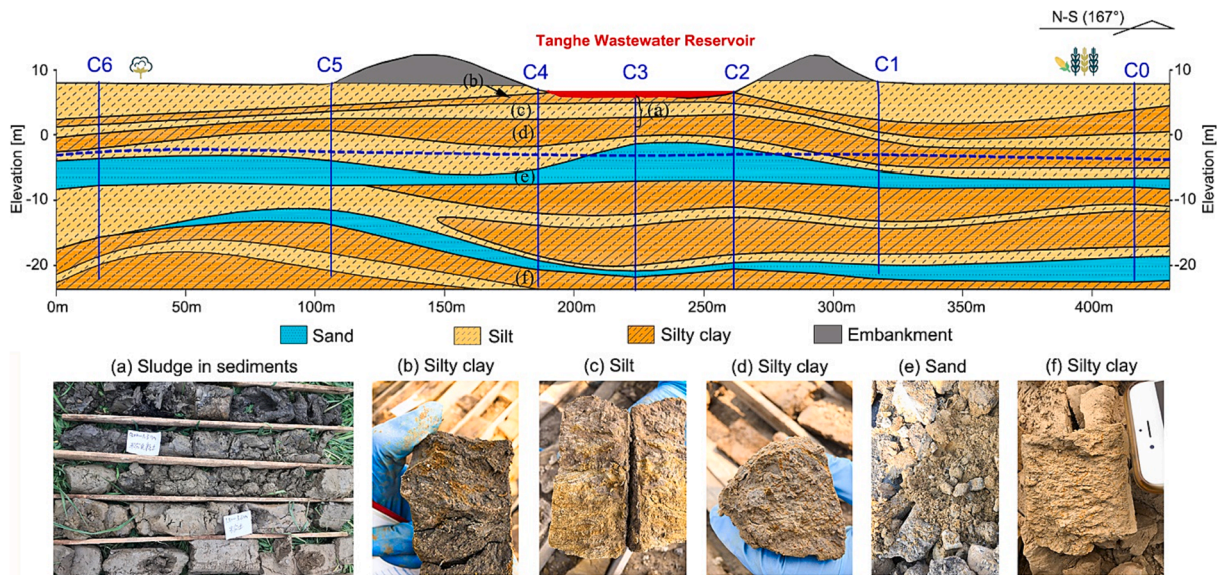 N-S (167°)
Tanghe Wastewater Reservoir
C6 C5 C4 C3 C2 C1 C0
(b)
(a)
(c)
(d)
(e)
(f)
Elevation [m]
10
0
-10
-20
10
0
-10
-20
Elevation [m]
0m 50m 100m 150m 200m 250m 300m 350m 400m
Sand Silt Silty clay Embankment
(a) Sludge in sediments (b) Silty clay (c) Silt (d) Silty clay (e) Sand (f) Silty clay